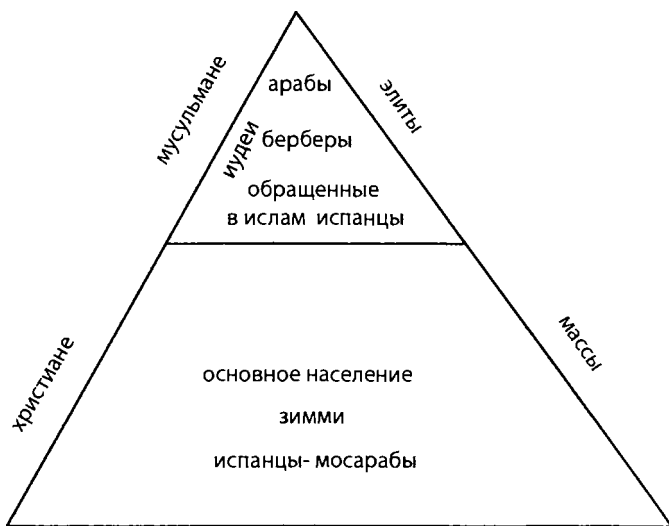 мусульмане
арабы
элиты
иудеи
берберы
обращенные
в ислам испанцы
христиане
массы
основное население
зимми
испанцы- мосарабы